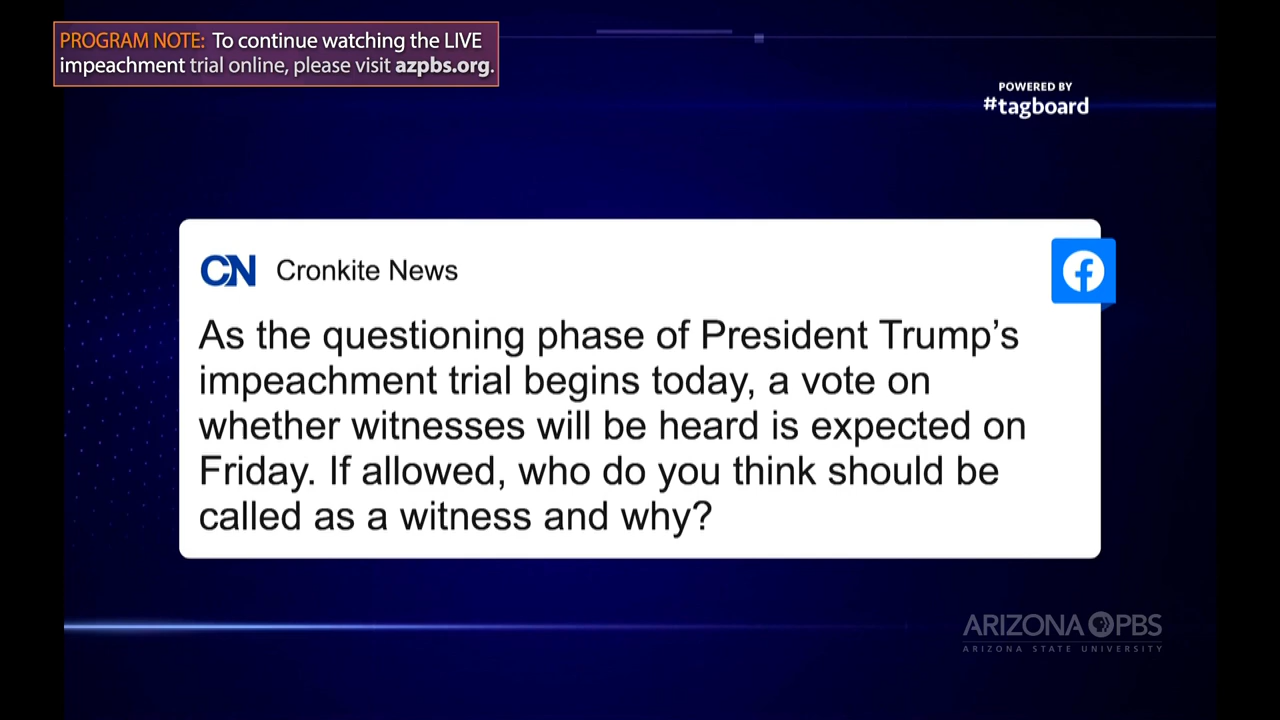 PROGRAM NOTE: To continue watching the LIVE
impeachment trial online, please visit azpbs.org.
POWERED BY
#tagboard
CN Cronkite News
As the questioning phase of President Trump’s
impeachment trial begins today, a vote on
whether witnesses will be heard is expected on
Friday. If allowed, who do you think should be
called as a witness and why?
ARIZONA PBS
ARIZONA STATE UNIVERSITY